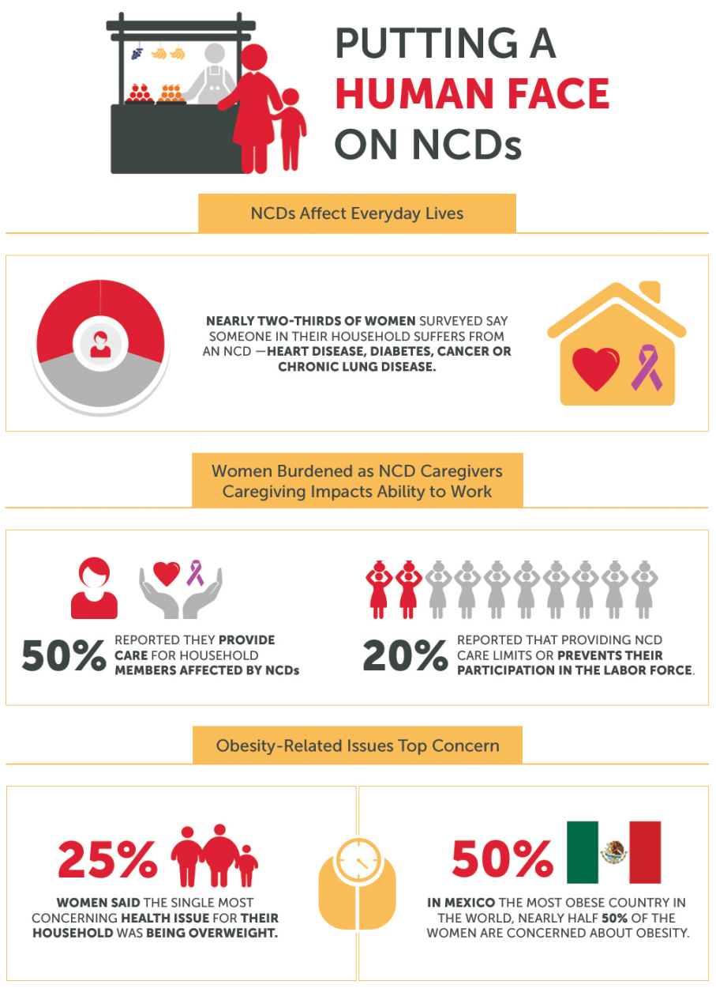 PUTTING A
HUMAN FACE
ON NCDs
NCDs Affect Everyday Lives
NEARLY TWO-THIRDS OF WOMEN SURVEYED SAY
SOMEONE IN THEIR HOUSEHOLD SUFFERS FROM
AN NCD —HEART DISEASE, DIABETES, CANCER OR
CHRONIC LUNG DISEASE.
Women Burdened as NCD Caregivers
Caregiving Impacts Ability to Work
50%
REPORTED THEY PROVIDE
CARE FOR HOUSEHOLD
MEMBERS AFFECTED BY NCDs
20%
REPORTED THAT PROVIDING NCD
CARE LIMITS OR PREVENTS THEIR
PARTICIPATION IN THE LABOR FORCE.
Obesity-Related Issues Top Concern
25%
WOMEN SAID THE SINGLE MOST
CONCERNING HEALTH ISSUE FOR THEIR
HOUSEHOLD WAS BEING OVERWEIGHT.
50%
IN MEXICO THE MOST OBESE COUNTRY IN
THE WORLD, NEARLY HALF 50% OF THE
WOMEN ARE CONCERNED ABOUT OBESITY.